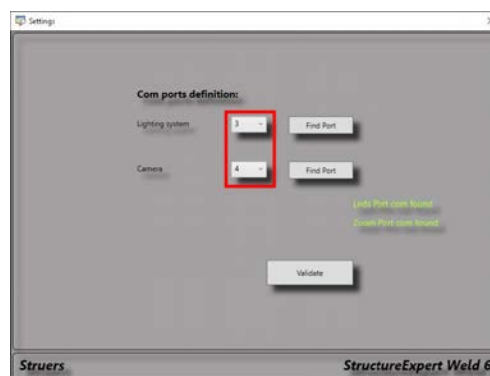 Settings
Com ports definition:
Lighting system 3 Find Port
Camera 4 Find Port
Leds Port com found
Zoom Port com found
Validate
Struers StructureExpert Weld 6